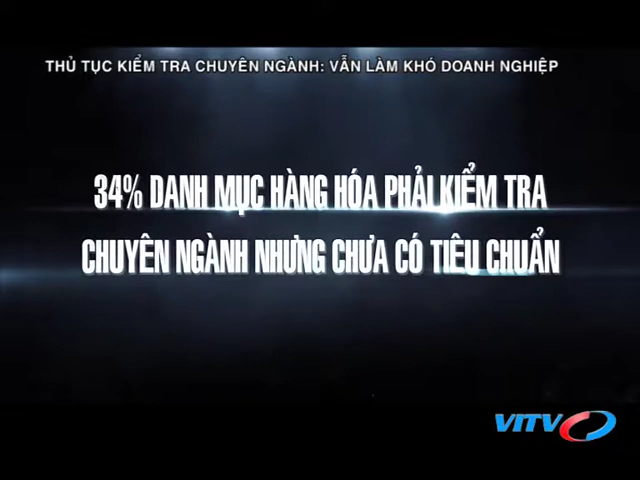 THỦ TỤC KIỂM TRA CHUYÊN NGÀNH: VẪN LÀM KHÓ DOANH NGHIỆP
34% DANH MỤC HÀNG HÓA PHẢI KIỂM TRA
CHUYÊN NGÀNH NHƯNG CHƯA CÓ TIÊU CHUẨN
VITV